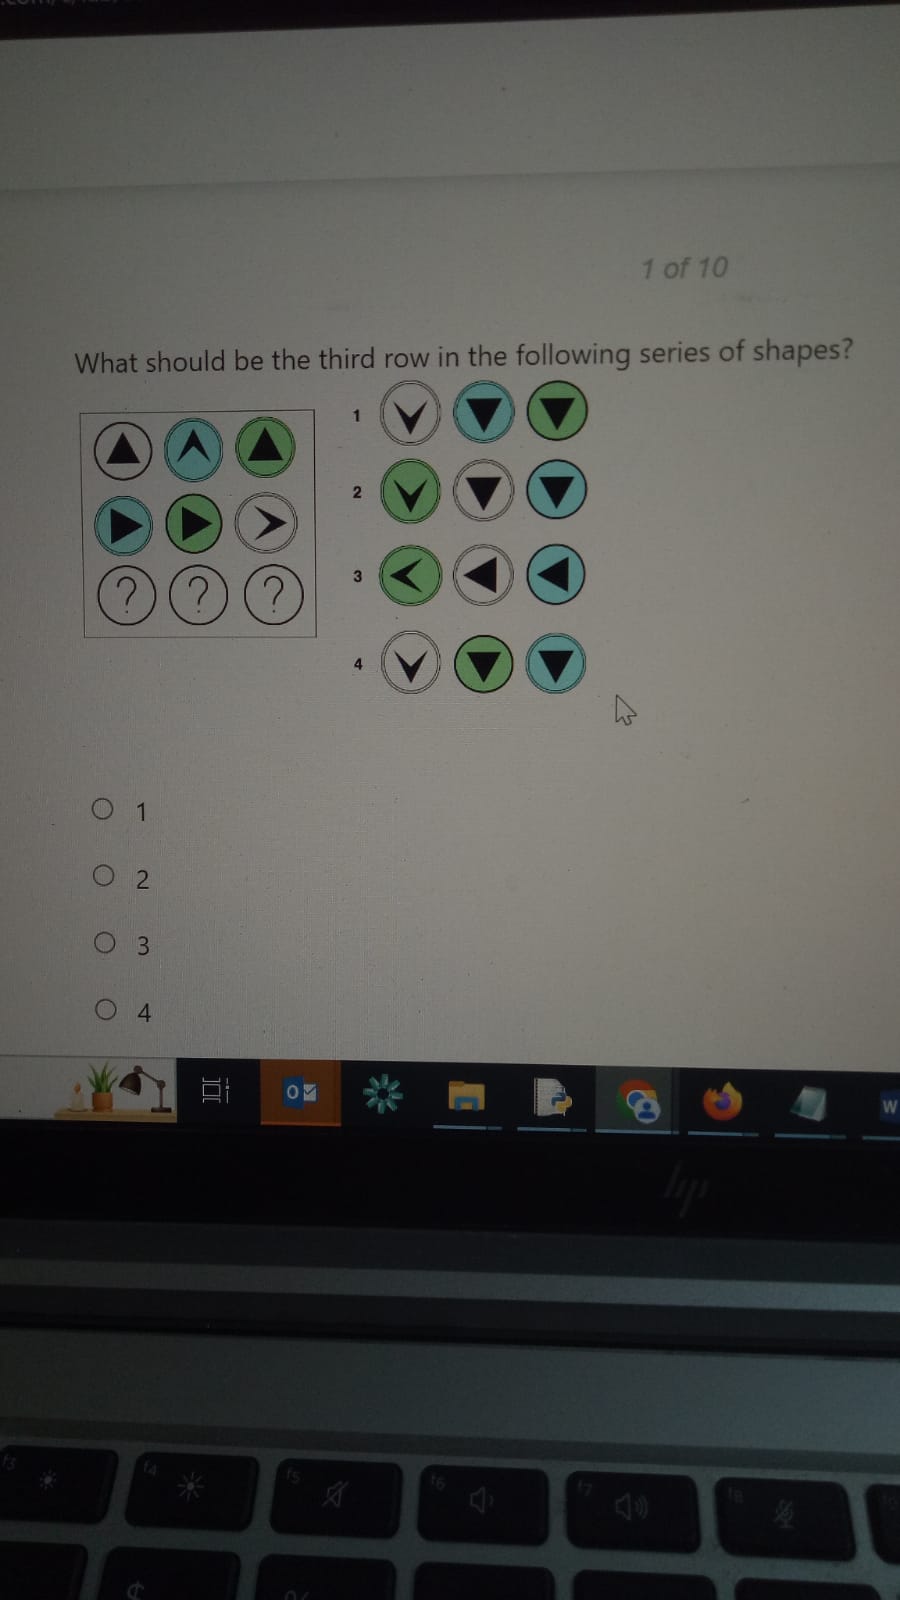 1 of 10
What should be the third row in the following series of shapes?
1
2
? ? ?
3
4
1
2
3
4
O
W
hp
f3
f4
f5
f6
f7
f8